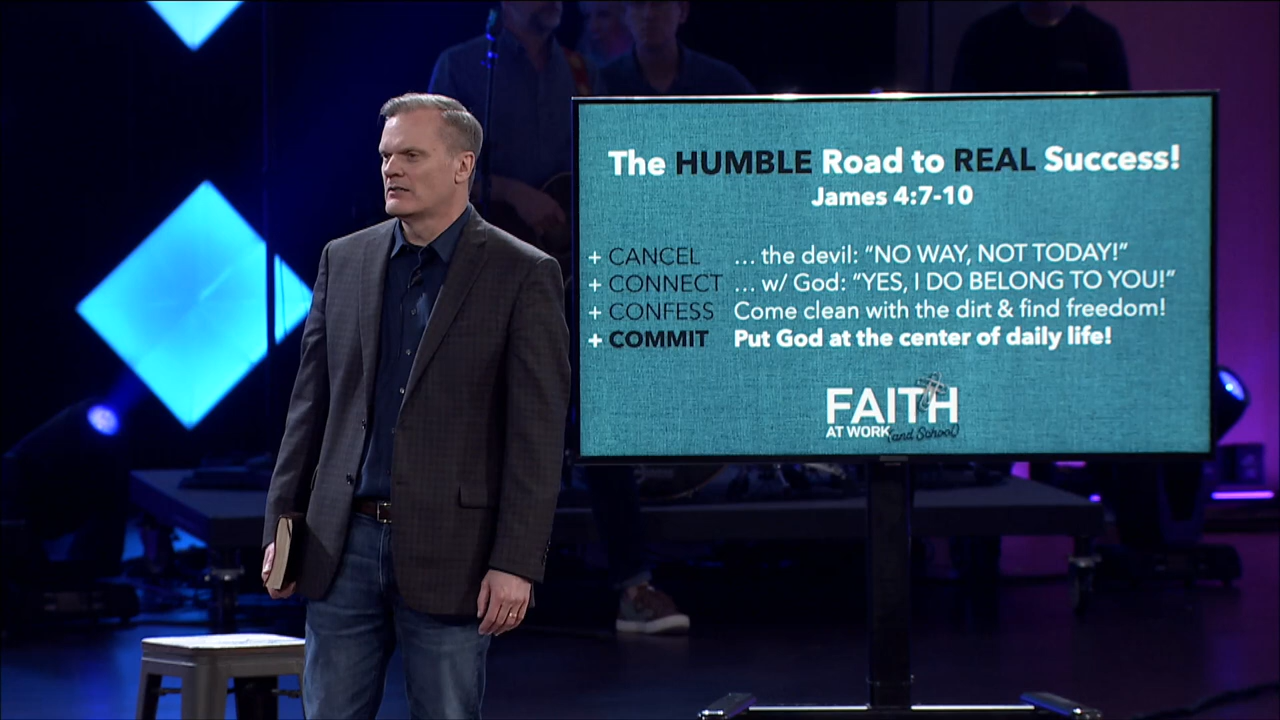 The HUMBLE Road to REAL Success!
James 4:7-10
+ CANCEL ... the devil: “NO WAY, NOT TODAY!”
+ CONNECT ... w/ God: “YES, I DO BELONG TO YOU!”
+ CONFESS Come clean with the dirt & find freedom!
+ COMMIT Put God at the center of daily life!
FAITH
AT WORK (and School)